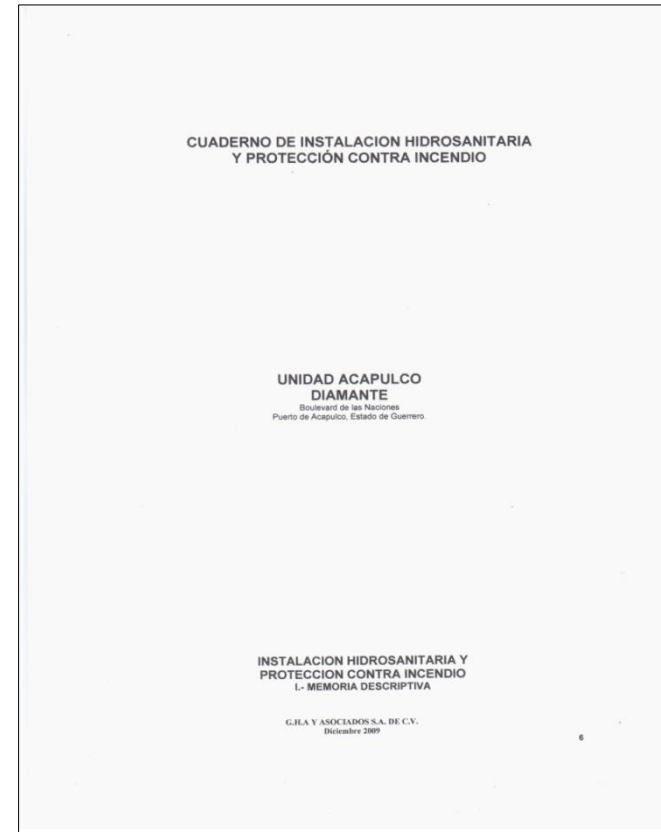 CUADERNO DE INSTALACION HIDROSANITARIA
Y PROTECCIÓN CONTRA INCENDIO
UNIDAD ACAPULCO
DIAMANTE
Boulevard de las Naciones
Puerto de Acapulco, Estado de Guerrero.
INSTALACION HIDROSANITARIA Y
PROTECCION CONTRA INCENDIO
I.- MEMORIA DESCRIPTIVA
G.H.A Y ASOCIADOS S.A. DE C.V.
Diciembre 2009
6